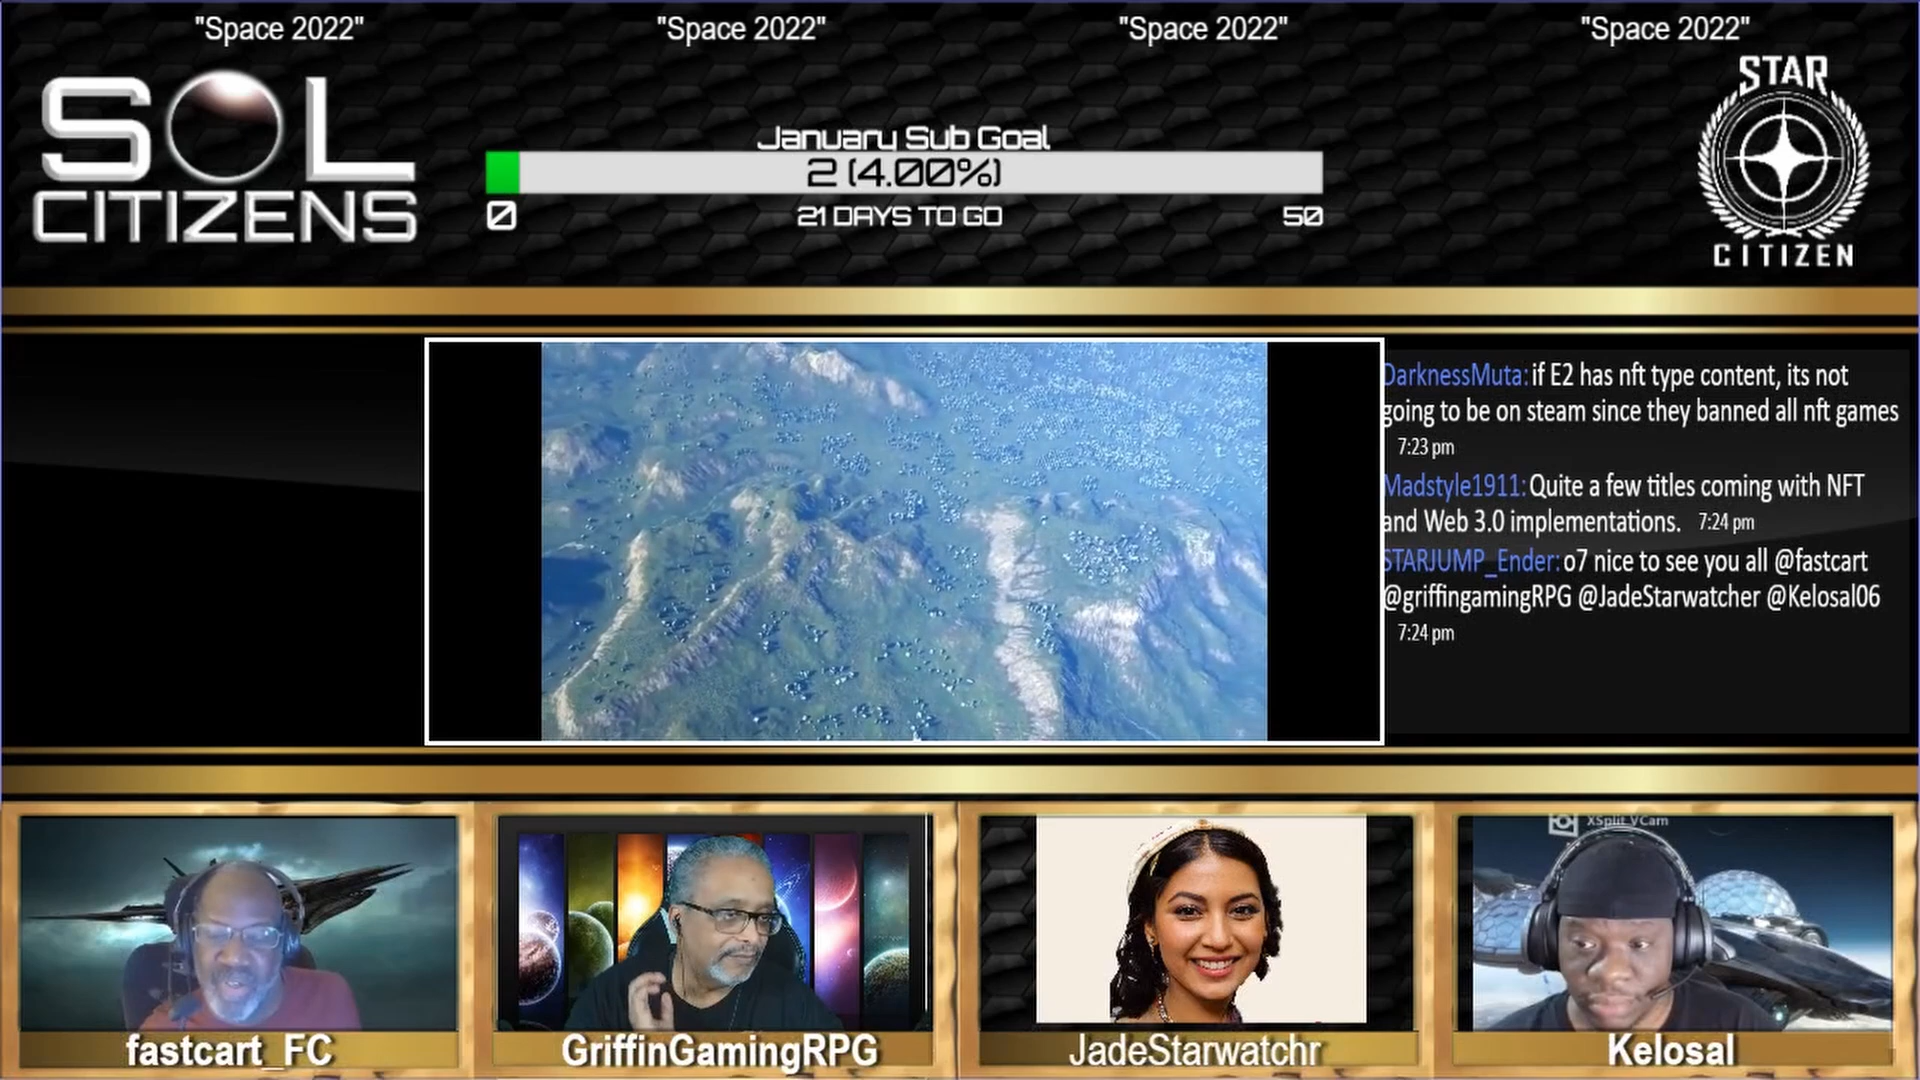 "Space 2022" "Space 2022" "Space 2022" "Space 2022"
SOL
CITIZENS
January Sub Goal
2 (4.00%)
0 21 DAYS TO GO 50
STAR
CITIZEN
DarknessMuta: if E2 has nft type content, its not
going to be on steam since they banned all nft games
7:23 pm
Madstyle1911: Quite a few titles coming with NFT
and Web 3.0 implementations. 7:24 pm
STARJUMP_Ender: o7 nice to see you all @fastcart
@griffingamingRPG @JadeStarwatcher @Kelosal06
7:24 pm
XSplit VCam
fastcart_FC
GriffinGamingRPG
JadeStarwatchr
Kelosal